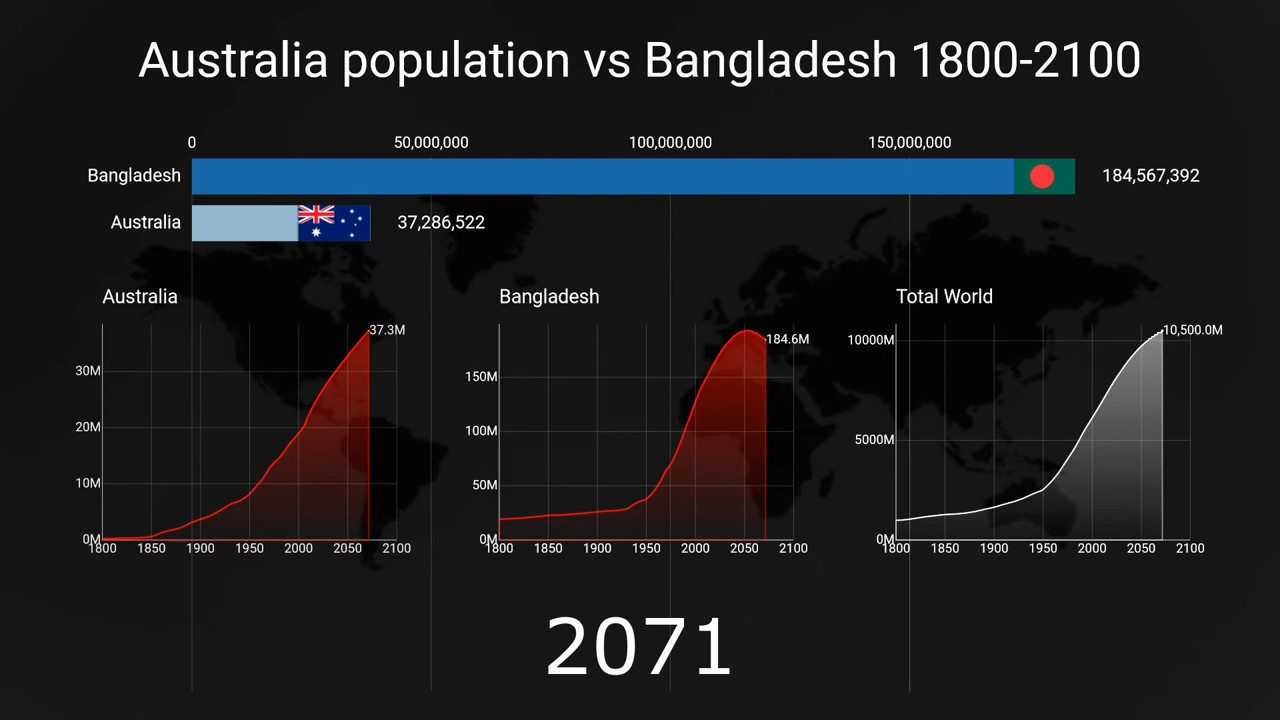 Australia population vs Bangladesh 1800-2100
0 50,000,000 100,000,000 150,000,000
Bangladesh 184,567,392
Australia 37,286,522
Australia
37.3M
30M
20M
10M
0M
1800 1850 1900 1950 2000 2050 2100
Bangladesh
184.6M
150M
100M
50M
0M
1800 1850 1900 1950 2000 2050 2100
Total World
10,500.0M
10000M
5000M
0M
1800 1850 1900 1950 2000 2050 2100
2071